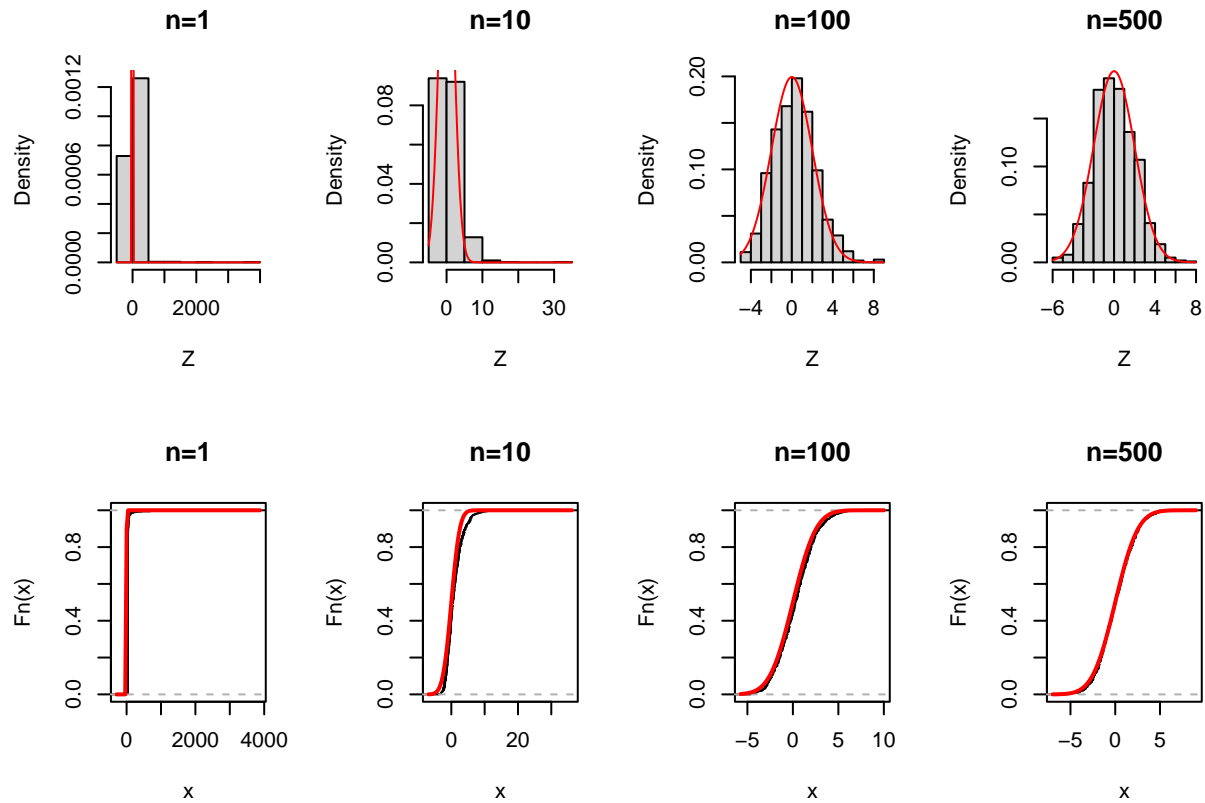 n=1
n=10
n=100
n=500
Density
0.0000 0.0006 0.0012
0 2000
Z
Density
0.00 0.04 0.08
0 10 30
Z
Density
0.00 0.10 0.20
−4 0 4 8
Z
Density
0.00 0.10
−6 0 4 8
Z
n=1
n=10
n=100
n=500
Fn(x)
0.0 0.4 0.8
0 2000 4000
x
Fn(x)
0.0 0.4 0.8
0 20
x
Fn(x)
0.0 0.4 0.8
−5 0 5 10
x
Fn(x)
0.0 0.4 0.8
−5 0 5
x